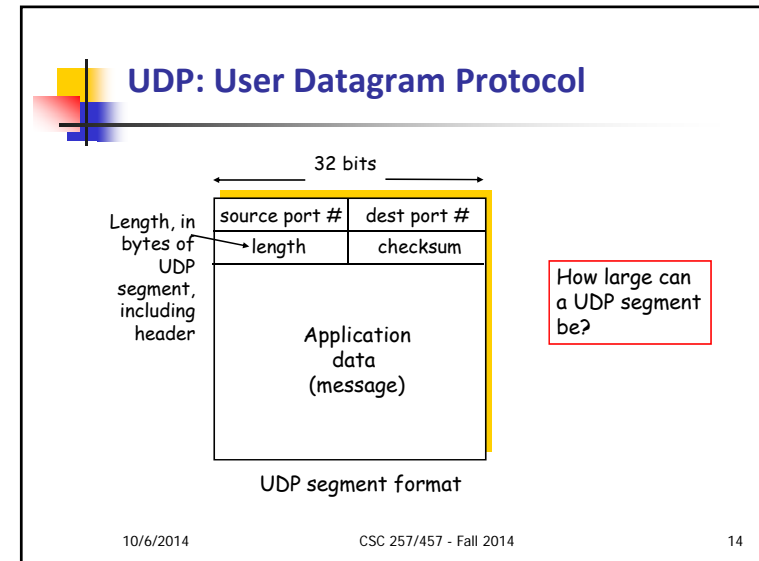 UDP: User Datagram Protocol
32 bits
source port # dest port #
length checksum
Length, in
bytes of
UDP
segment,
including
header
Application
data
(message)
How large can
a UDP segment
be?
UDP segment format
10/6/2014 CSC 257/457 - Fall 2014 14